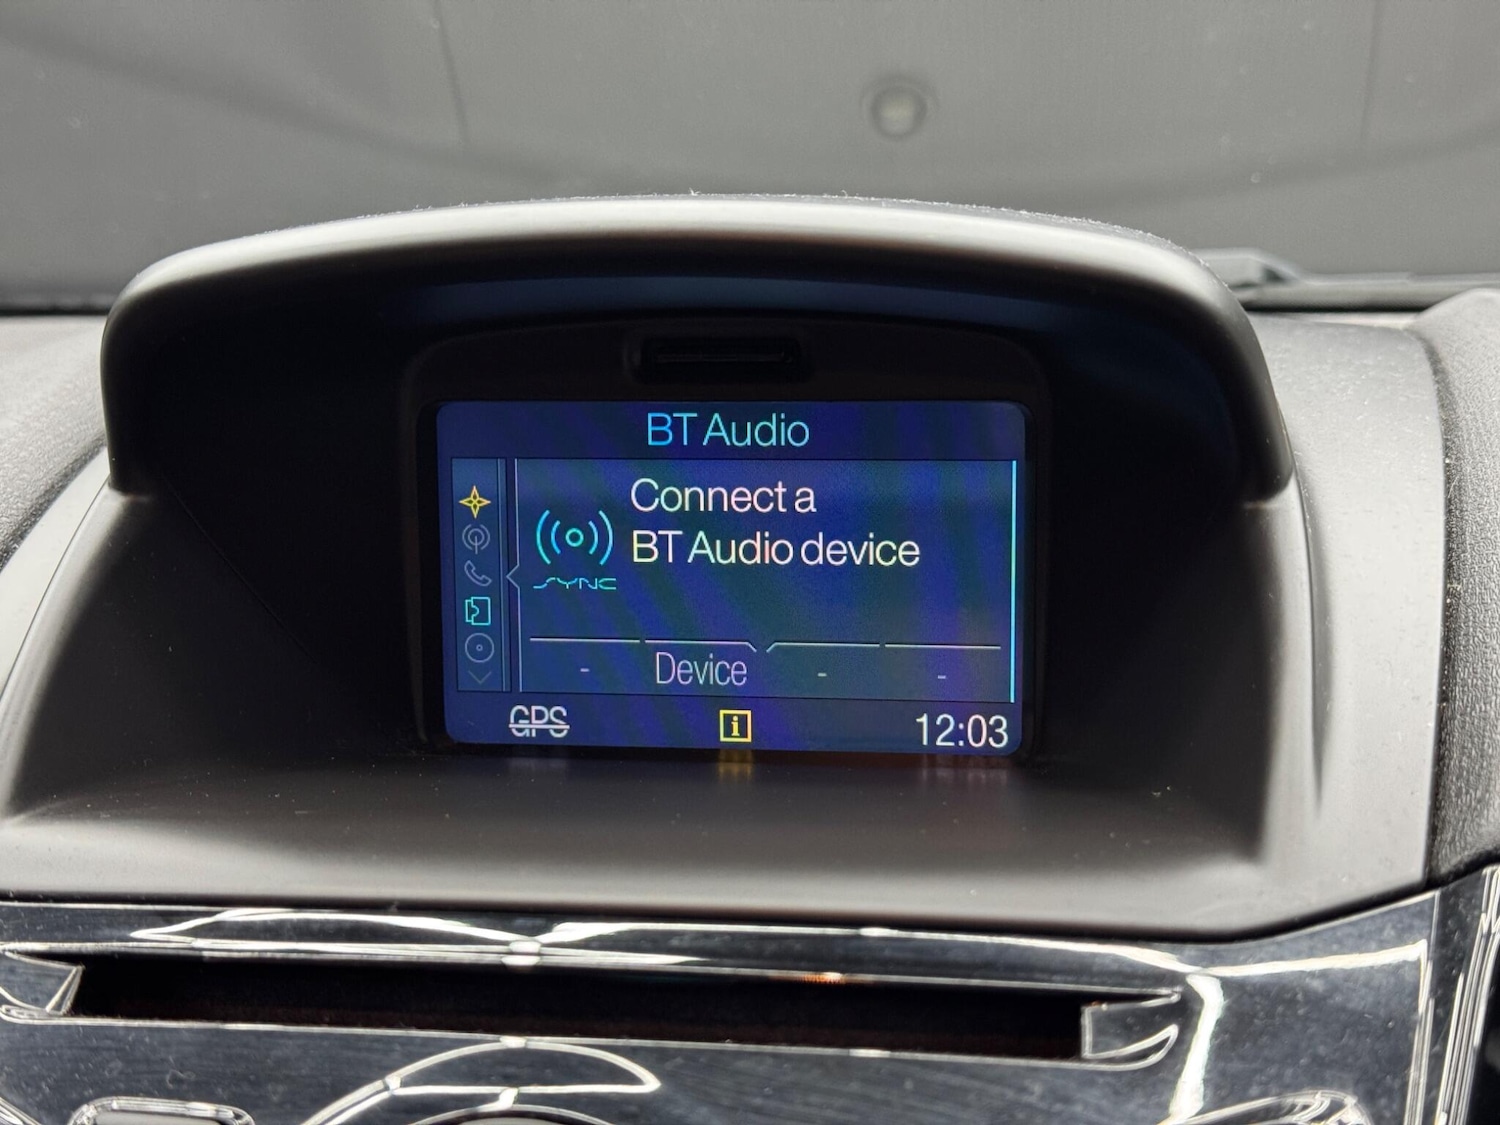 BT Audio
Connect a
BT Audio device
SYNC
- Device - -
GPS
i
12:03